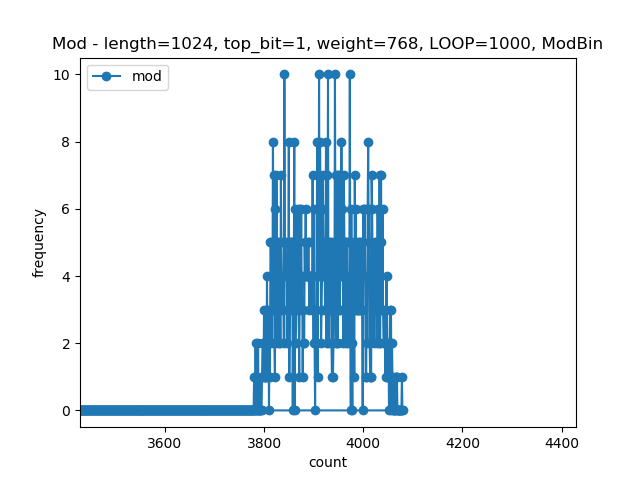 Mod - length=1024, top_bit=1, weight=768, LOOP=1000, ModBin
mod
frequency
10
8
6
4
2
0
3600 3800 4000 4200 4400
count